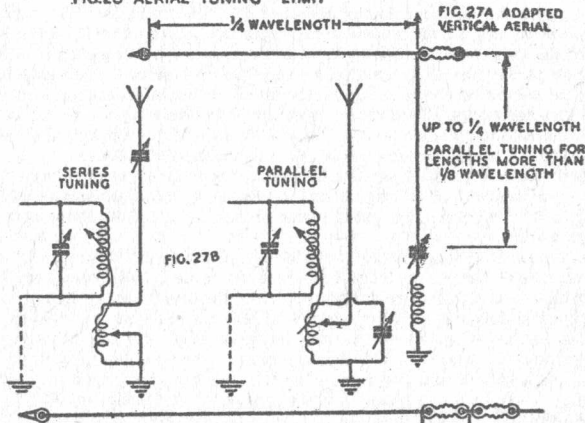 FIG.26 AERIAL TUNING LIMIT
1/4 WAVELENGTH
FIG. 27A ADAPTED
VERTICAL AERIAL
UP TO 1/4 WAVELENGTH
PARALLEL TUNING FOR
LENGTHS MORE THAN
1/8 WAVELENGTH
SERIES
TUNING
PARALLEL
TUNING
FIG. 27B